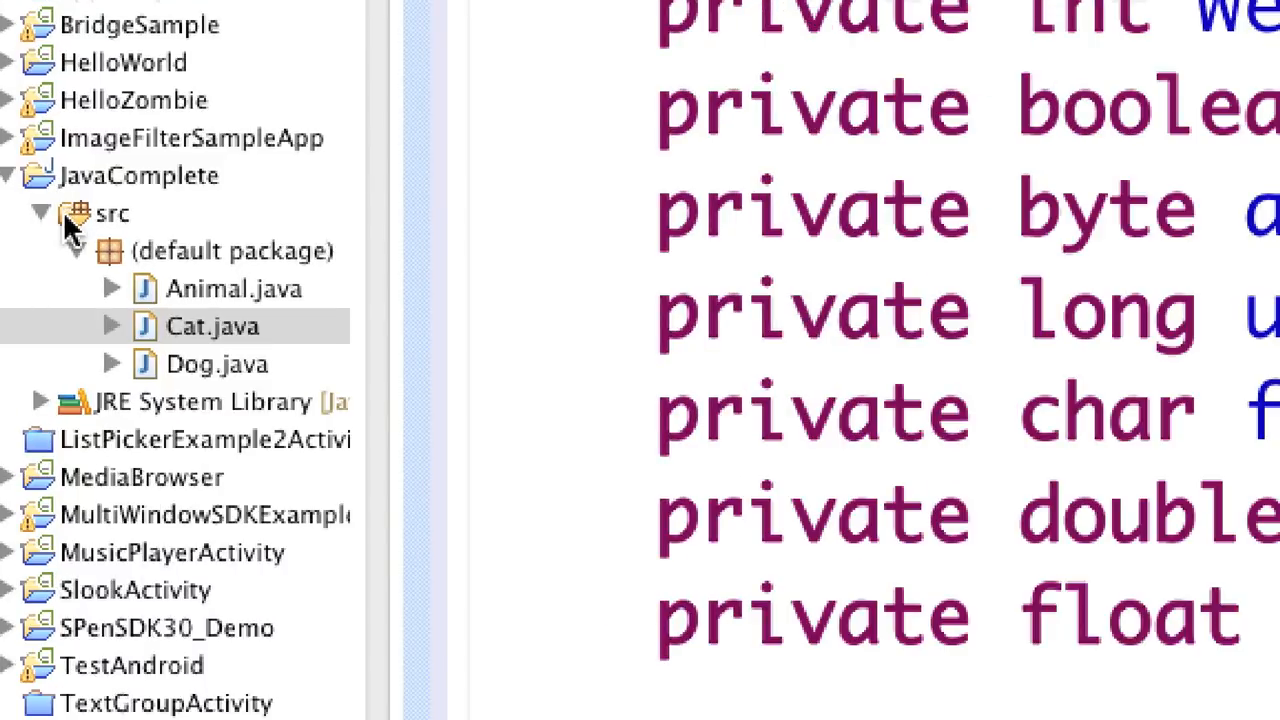 BridgeSample
HelloWorld
HelloZombie
ImageFilterSampleApp
JavaComplete
src
(default package)
Animal.java
Cat.java
Dog.java
JRE System Library [Ja
ListPickerExample2Activi
MediaBrowser
MultiWindowSDKExample
MusicPlayerActivity
SlookActivity
SPenSDK30_Demo
TestAndroid
TextGroupActivity
private int We
private boolea
private byte a
private long u
private char f
private double
private float